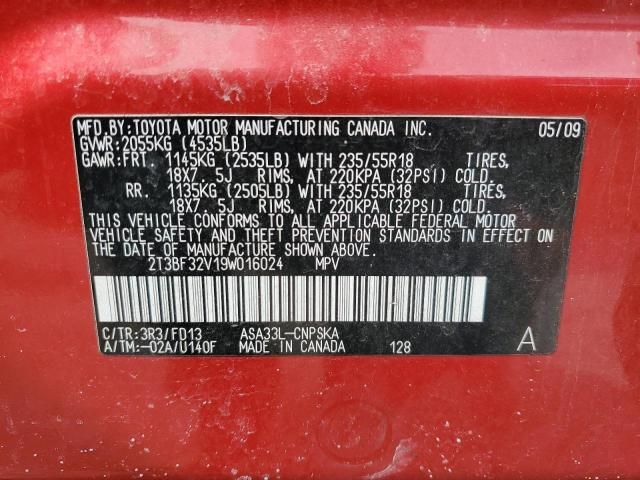 MFD.BY:TOYOTA MOTOR MANUFACTURING CANADA INC. 05/09
GVWR:2055KG (4535LB)
GAWR:FRT. 1145KG (2535LB) WITH 235/55R18 TIRES,
18X7. 5J RIMS, AT 220KPA (32PSI) COLD.
RR. 1135KG (2505LB) WITH 235/55R18 TIRES,
18X7. 5J RIMS, AT 220KPA (32PSI) COLD.
THIS VEHICLE CONFORMS TO ALL APPLICABLE FEDERAL MOTOR
VEHICLE SAFETY AND THEFT PREVENTION STANDARDS IN EFFECT ON
THE DATE OF MANUFACTURE SHOWN ABOVE.
2T3BF32V19W016024 MPV
C/TR:3R3/FD13 ASA33L-CNPSKA
A/TM:-02A/U140F MADE IN CANADA 128 A